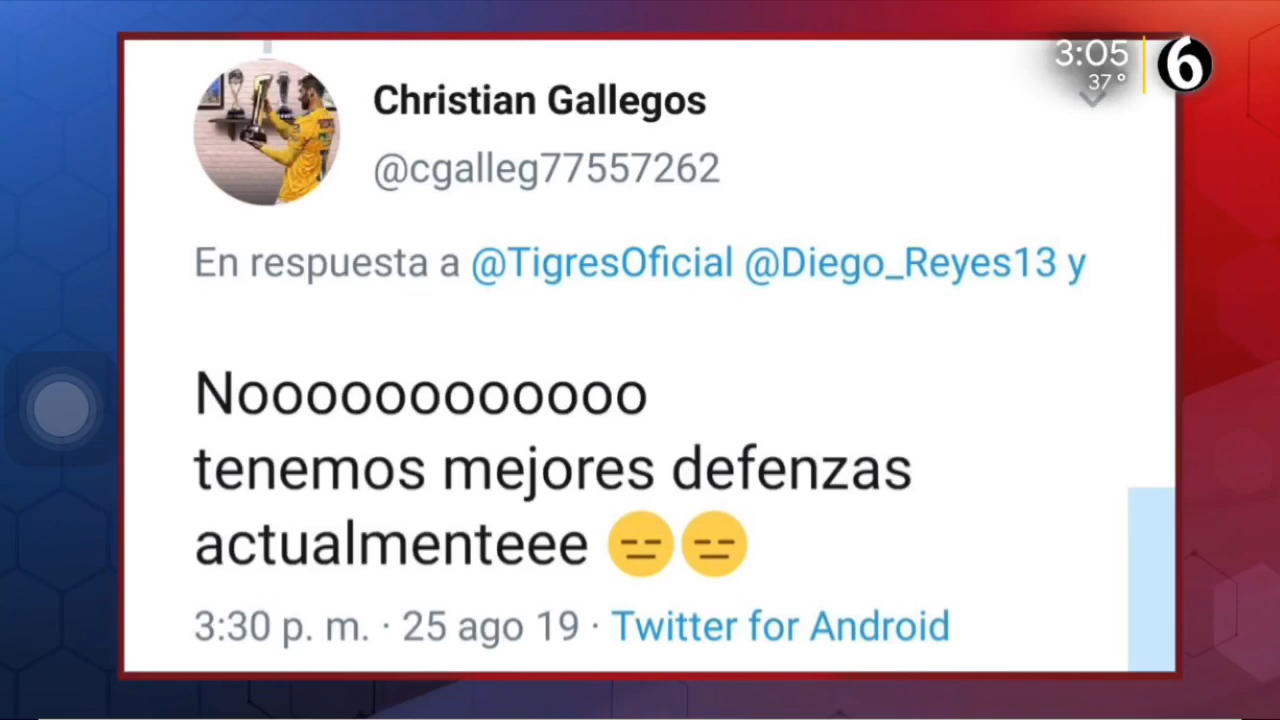 3:05
37°
6
Christian Gallegos
@cgalleg77557262
En respuesta a @TigresOficial @Diego_Reyes13 y
Noooooooooooo
tenemos mejores defenzas
actualmenteee 😑😑
3:30 p. m. · 25 ago 19 · Twitter for Android